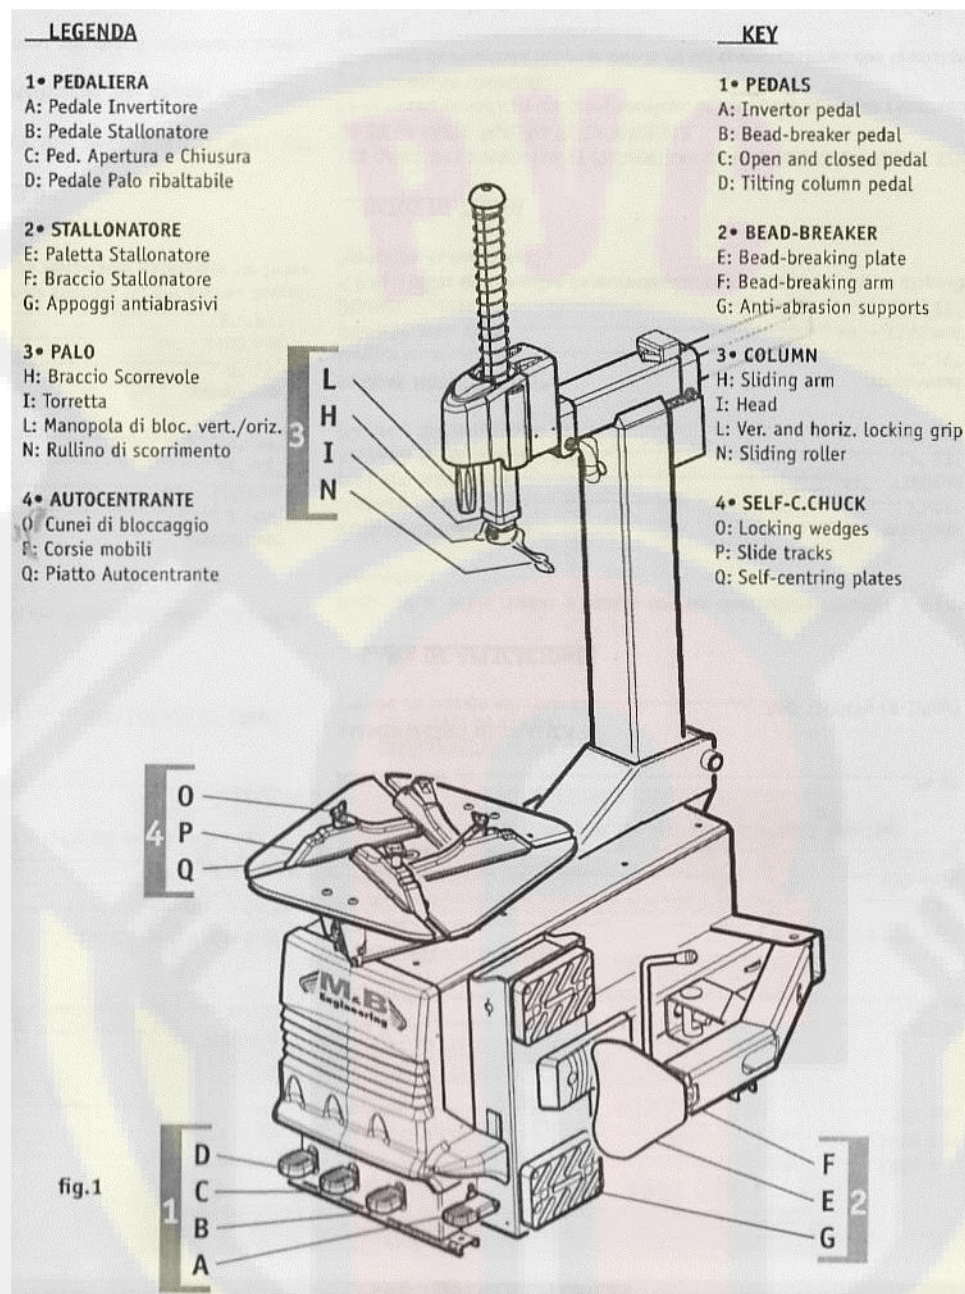 LEGENDA
1• PEDALIERA
A: Pedale Invertitore
B: Pedale Stallonatore
C: Ped. Apertura e Chiusura
D: Pedale Palo ribaltabile
2• STALLONATORE
E: Paletta Stallonatore
F: Braccio Stallonatore
G: Appoggi antiabrasivi
3• PALO
H: Braccio Scorrevole
I: Torretta
L: Manopola di bloc. vert./oriz.
N: Rullino di scorrimento
4• AUTOCENTRANTE
O Cunei di bloccaggio
P: Corsie mobili
Q: Piatto Autocentrante
KEY
1• PEDALS
A: Invertor pedal
B: Bead-breaker pedal
C: Open and closed pedal
D: Tilting column pedal
2• BEAD-BREAKER
E: Bead-breaking plate
F: Bead-breaking arm
G: Anti-abrasion supports
3• COLUMN
H: Sliding arm
I: Head
L: Ver. and horiz. locking grip
N: Sliding roller
4• SELF-C.CHUCK
O: Locking wedges
P: Slide tracks
Q: Self-centring plates
РУС
3
L
H
I
N
4
O
P
Q
M&B
Engineering
fig.1
1
D
C
B
A
F
E
G
2